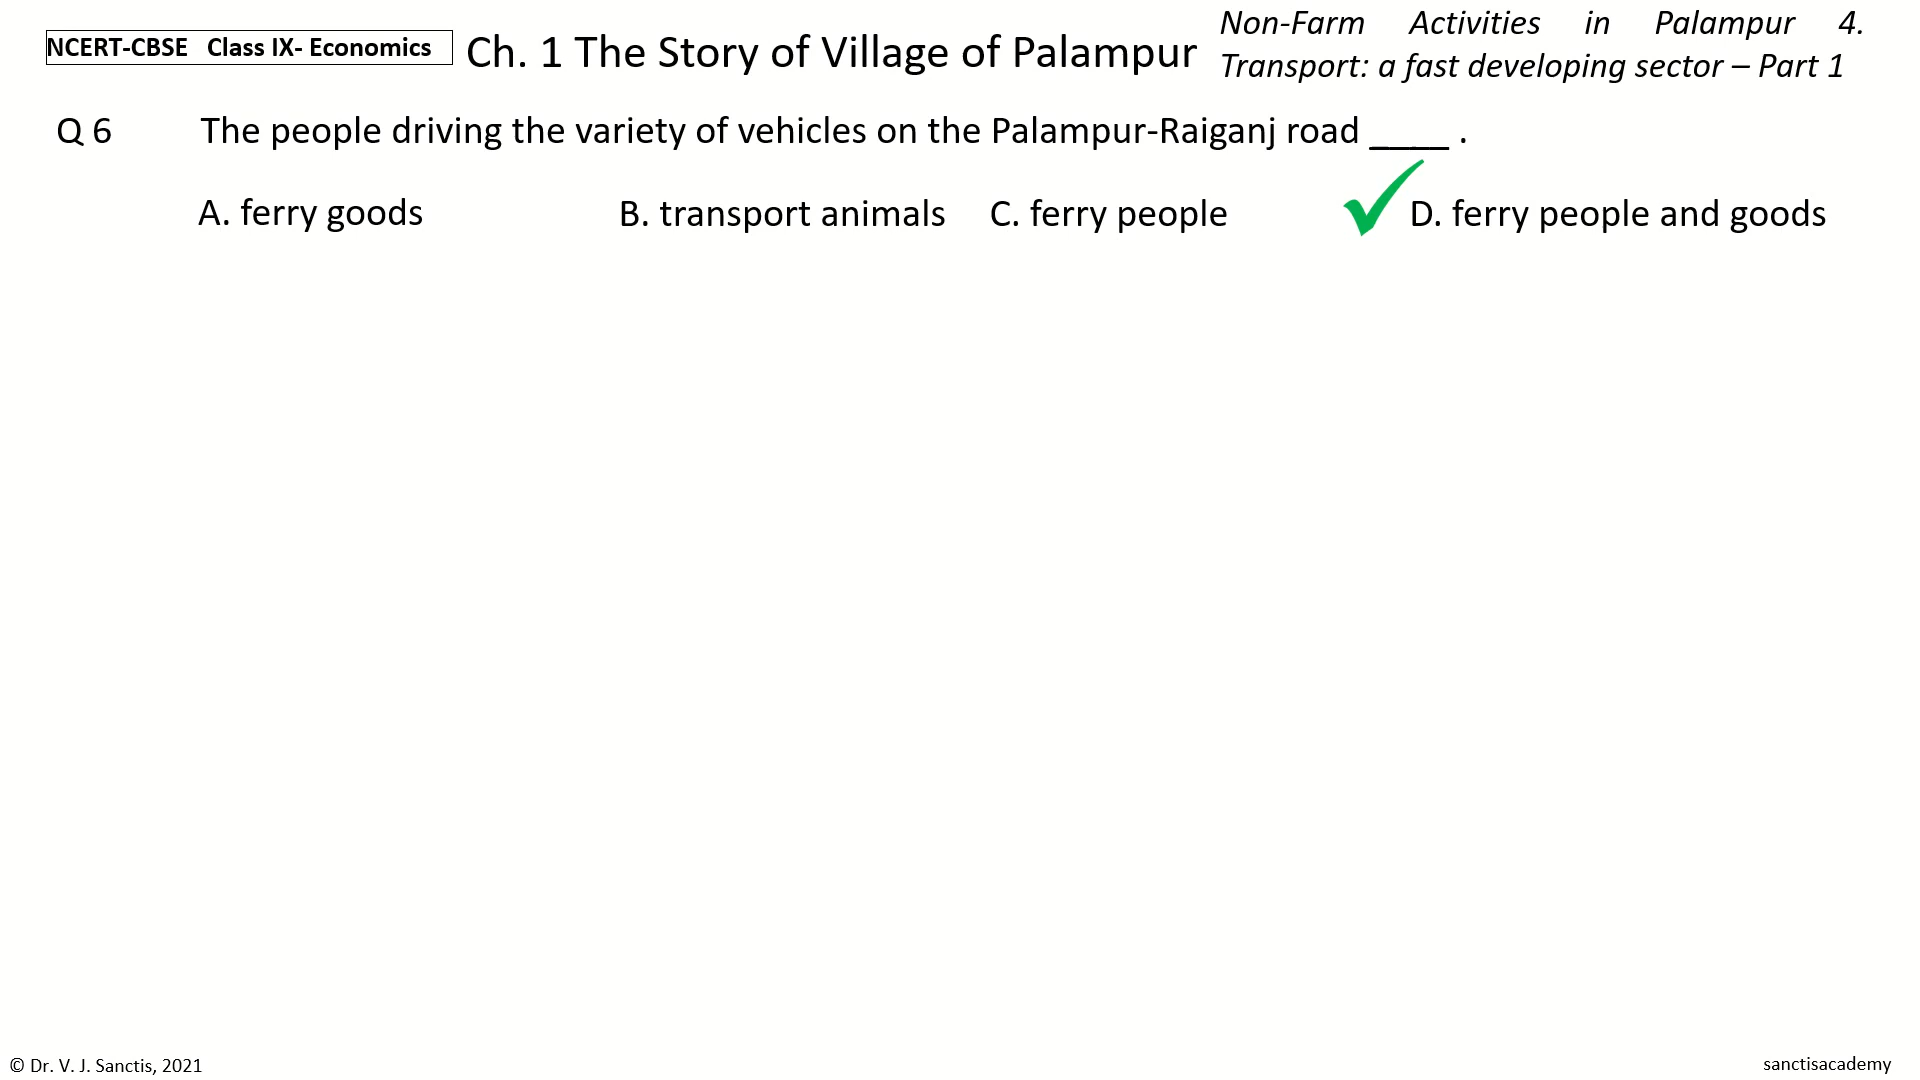 NCERT-CBSE Class IX- Economics
Ch. 1 The Story of Village of Palampur
Non-Farm Activities in Palampur 4.
Transport: a fast developing sector – Part 1
Q 6 The people driving the variety of vehicles on the Palampur-Raiganj road ____ .
A. ferry goods B. transport animals C. ferry people D. ferry people and goods
© Dr. V. J. Sanctis, 2021
sanctisacademy